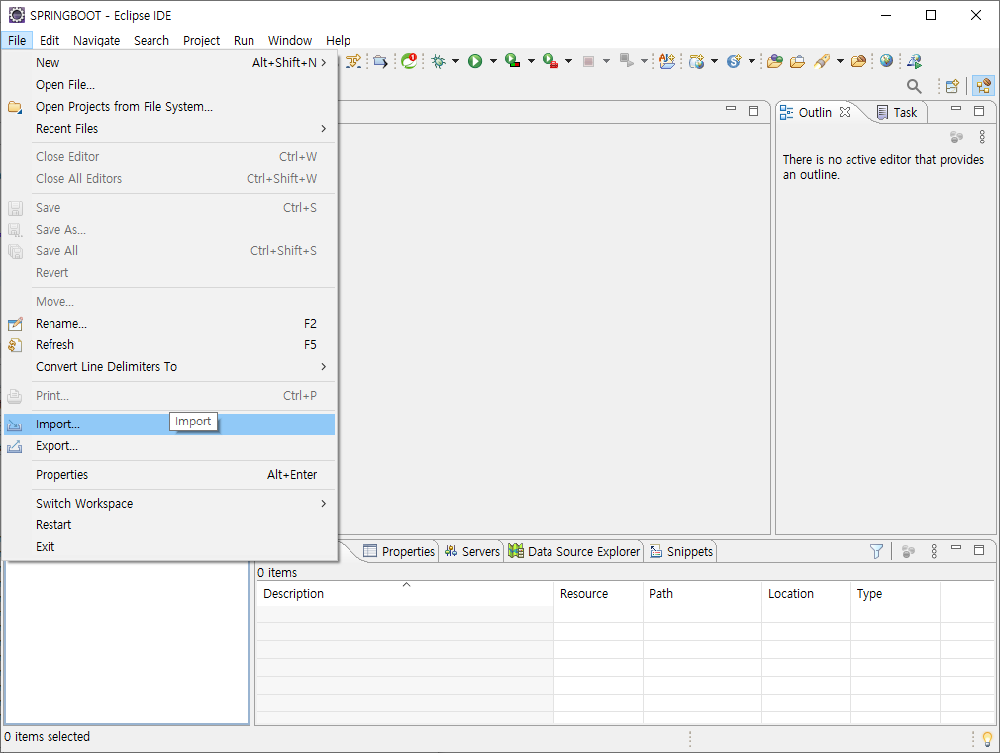 SPRINGBOOT - Eclipse IDE
File Edit Navigate Search Project Run Window Help
New Alt+Shift+N
Open File...
Open Projects from File System...
Recent Files
Close Editor Ctrl+W
Close All Editors Ctrl+Shift+W
Save Ctrl+S
Save As...
Save All Ctrl+Shift+S
Revert
Move...
Rename... F2
Refresh F5
Convert Line Delimiters To
Print... Ctrl+P
Import... Import
Export...
Properties Alt+Enter
Switch Workspace
Restart
Exit
Outlin Task
There is no active editor that provides
an outline.
Properties Servers Data Source Explorer Snippets
0 items
Description Resource Path Location Type
0 items selected